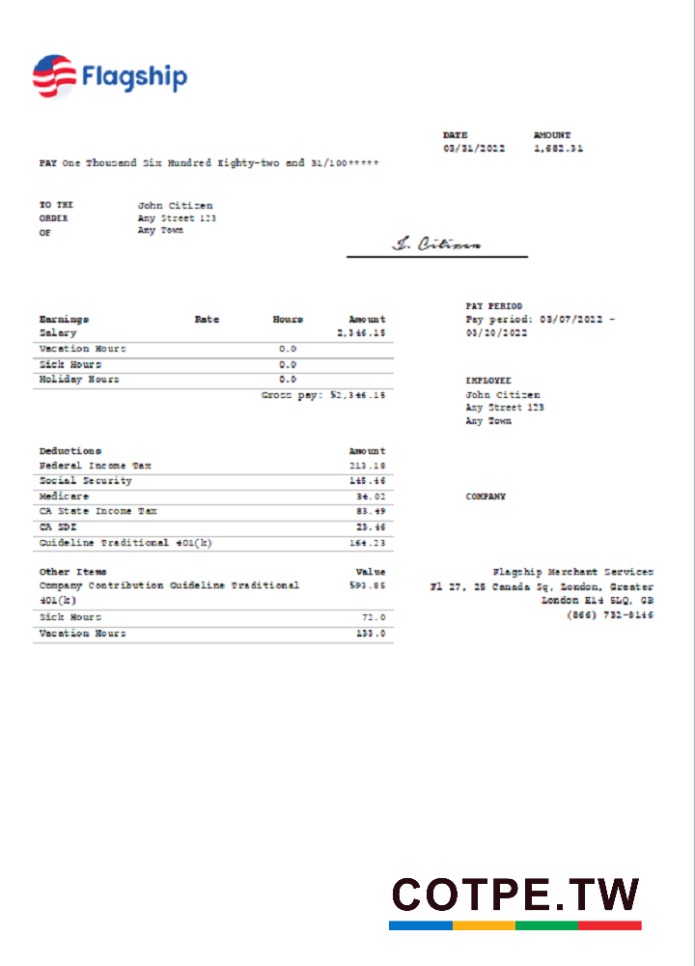 Flagship
DATE AMOUNT
03/31/2022 1,682.31
PAY One Thousand Six Hundred Eighty-two and 31/100*****
TO THE ORDER OF
John Citizen
Any Street 123
Any Town
J. Citizen
PAY PERIOD
Pay period: 03/07/2022 -
03/20/2022
Earnings Rate Hours Amount
Salary 2,346.15
Vacation Hours 0.0
Sick Hours 0.0
Holiday Hours 0.0
Gross pay: $2,346.15
EMPLOYEE
John Citizen
Any Street 123
Any Town
Deductions Amount
Federal Income Tax 213.18
Social Security 145.46
Medicare 34.02
CA State Income Tax 83.49
CA SDI 23.46
Guideline Traditional 401(k) 164.23
COMPANY
Flagship Merchant Services
Fl 27, 25 Canada Sq, London, Greater
London E14 5LQ, GB
(866) 732-8146
Other Items Value
Company Contribution Guideline Traditional 593.85
401(k)
Sick Hours 72.0
Vacation Hours 133.0
COTPE.TW